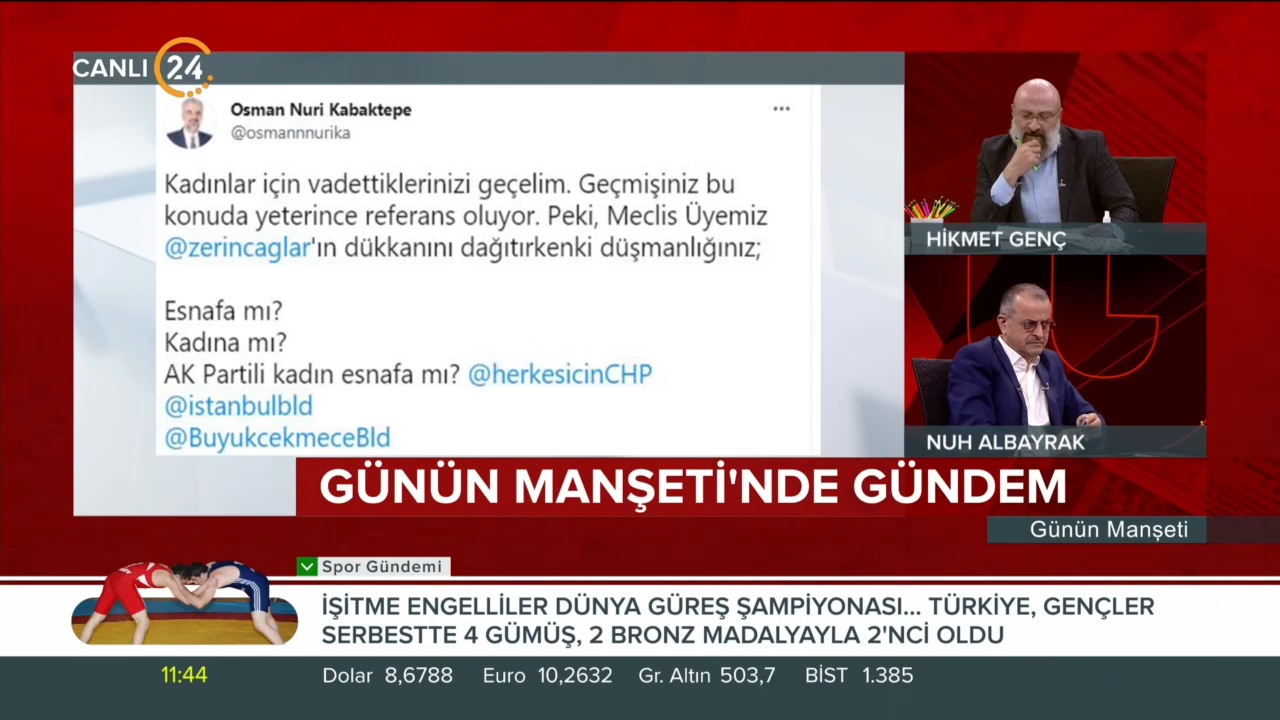 CANLI 24
Osman Nuri Kabaktepe
@osmannnurika
Kadınlar için vadettiklerinizi geçelim. Geçmişiniz bu
konuda yeterince referans oluyor. Peki, Meclis Üyemiz
@zerincaglar'ın dükkanını dağıtırkenki düşmanlığınız;
Esnafa mı?
Kadına mı?
AK Partili kadın esnafa mı? @herkesicinCHP
@istanbulbld
@BuyukcekmeceBld
HİKMET GENÇ
NUH ALBAYRAK
GÜNÜN MANŞETİ'NDE GÜNDEM
Günün Manşeti
Spor Gündemi
İŞİTME ENGELLİLER DÜNYA GÜREŞ ŞAMPİYONASI... TÜRKİYE, GENÇLER
SERBESTTE 4 GÜMÜŞ, 2 BRONZ MADALYAYLA 2'NCİ OLDU
11:44 Dolar 8,6788 Euro 10,2632 Gr. Altın 503,7 BİST 1.385